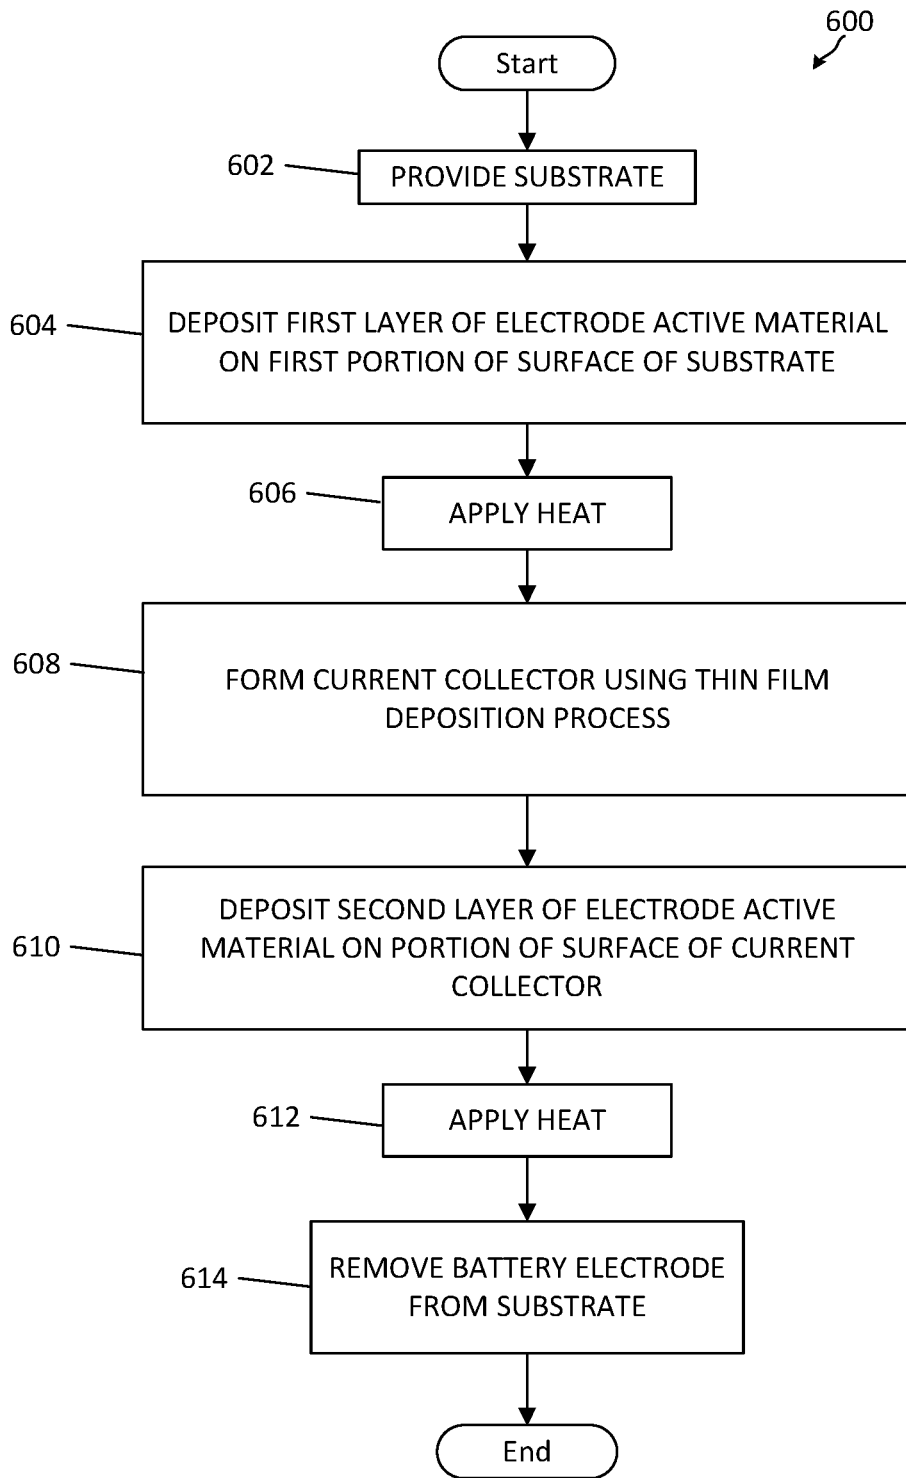 600
Start
602
PROVIDE SUBSTRATE
604
DEPOSIT FIRST LAYER OF ELECTRODE ACTIVE MATERIAL
ON FIRST PORTION OF SURFACE OF SUBSTRATE
606
APPLY HEAT
608
FORM CURRENT COLLECTOR USING THIN FILM
DEPOSITION PROCESS
610
DEPOSIT SECOND LAYER OF ELECTRODE ACTIVE
MATERIAL ON PORTION OF SURFACE OF CURRENT
COLLECTOR
612
APPLY HEAT
614
REMOVE BATTERY ELECTRODE
FROM SUBSTRATE
End